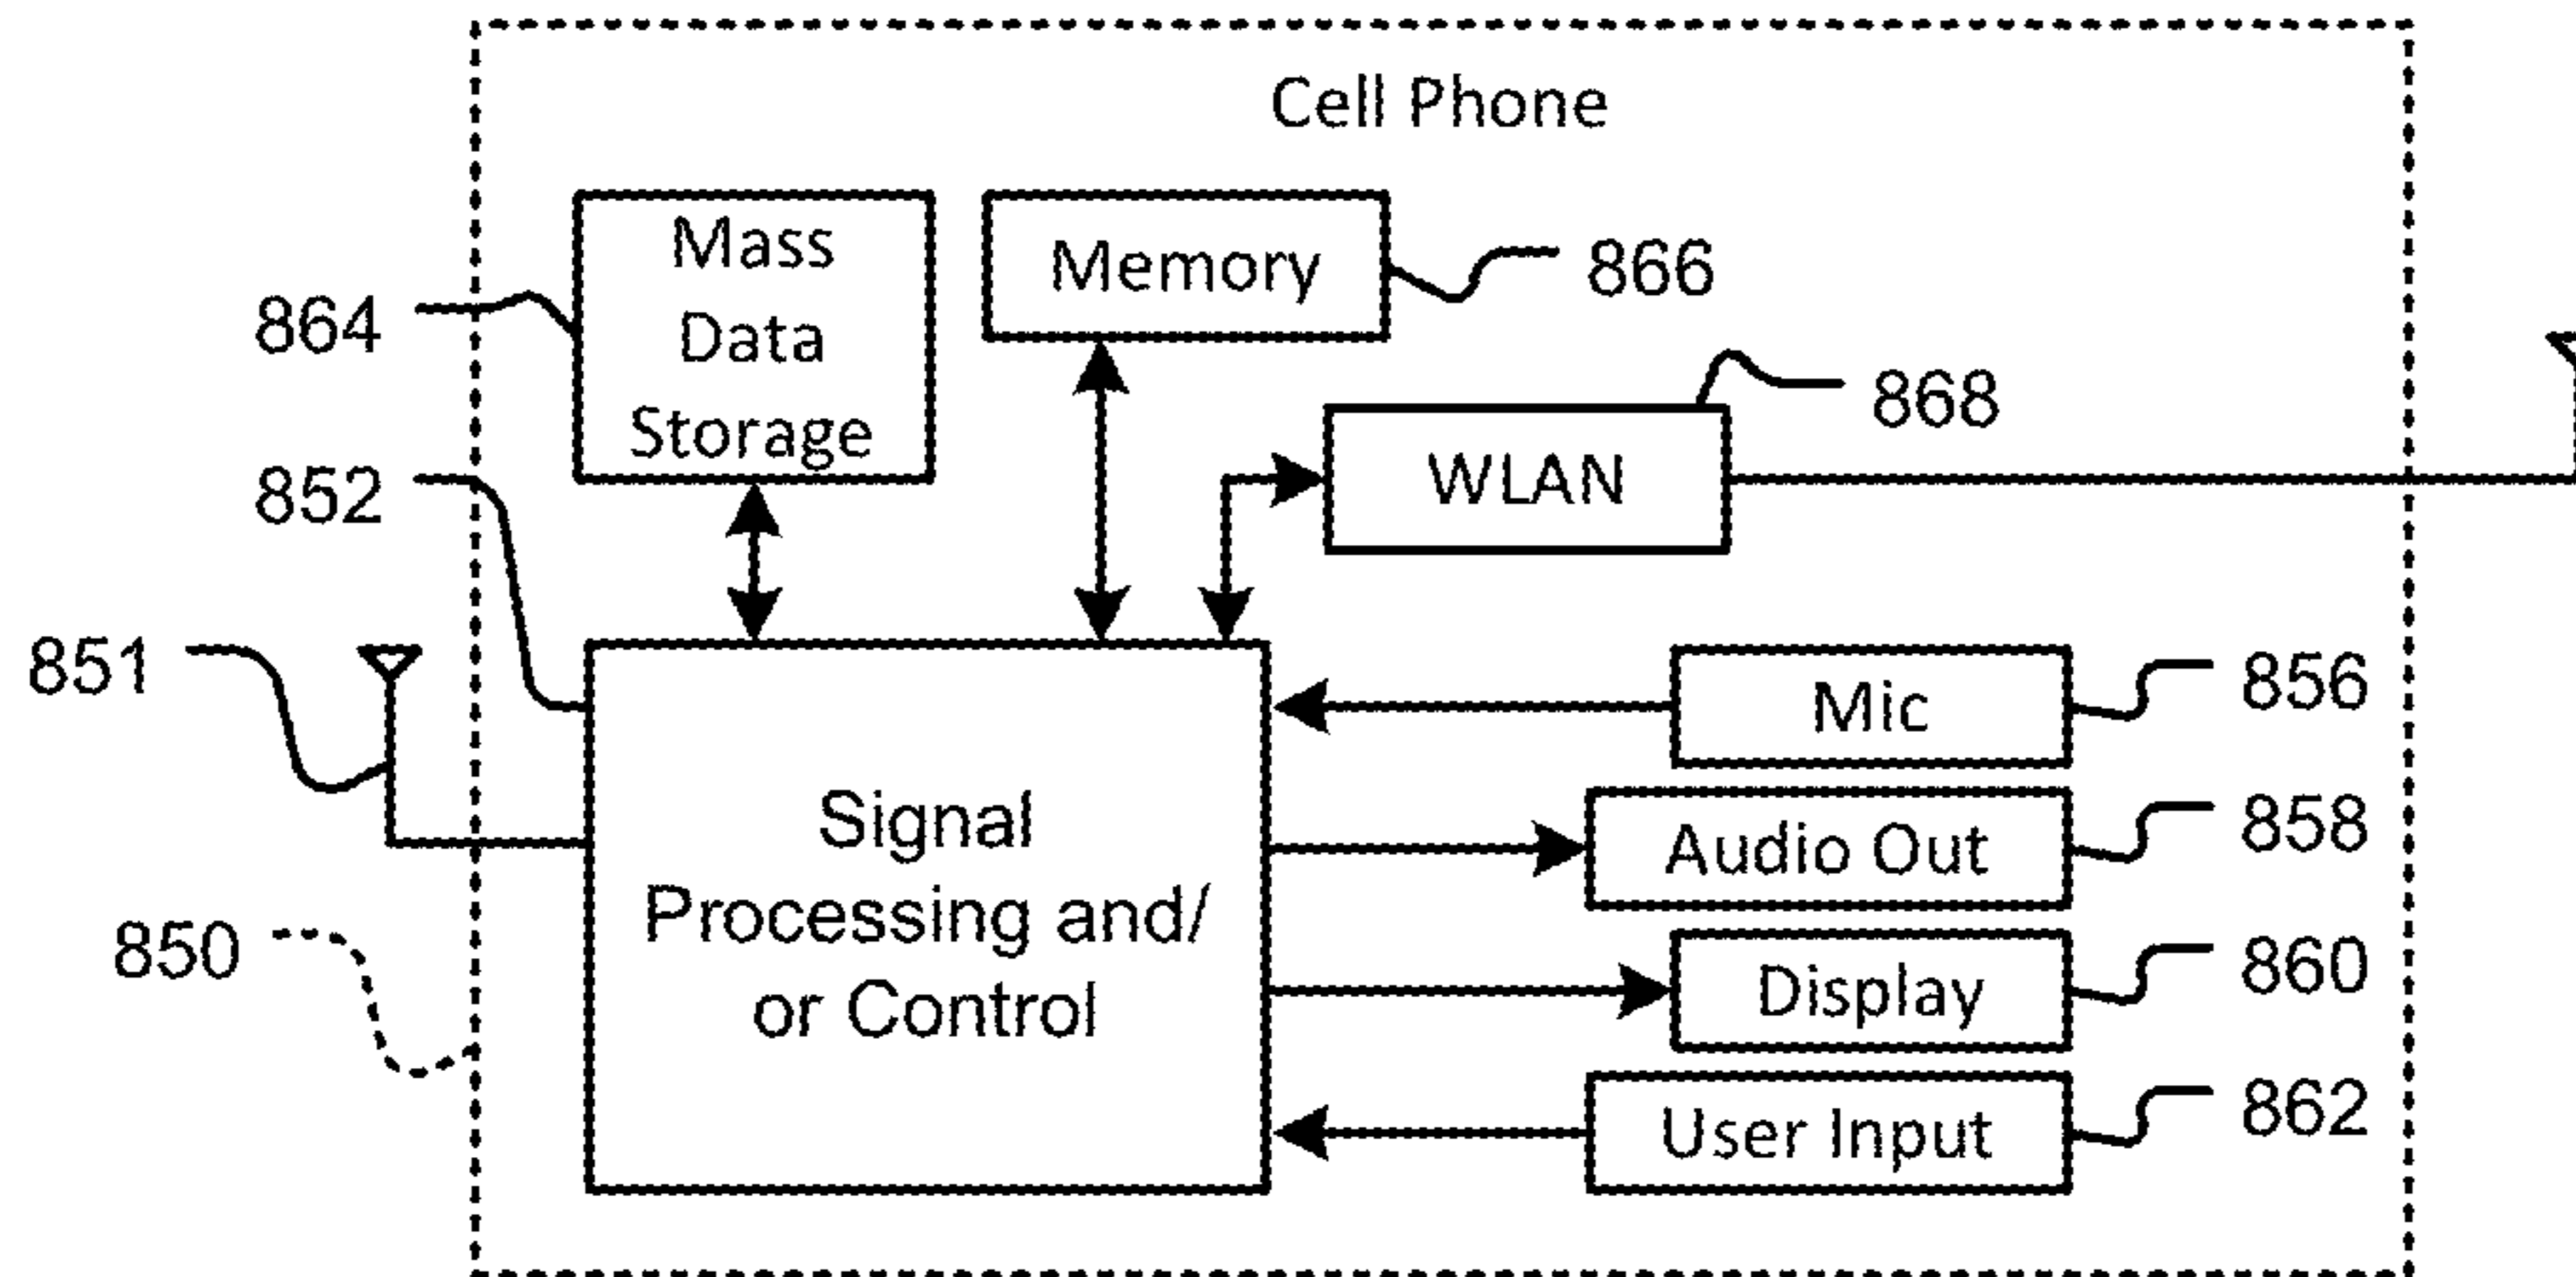 Cell Phone
Mass
Data
Storage
Memory
866
864
868
WLAN
852
851
Mic
856
Signal
Processing and/
or Control
Audio Out
858
850
Display
860
User Input
862